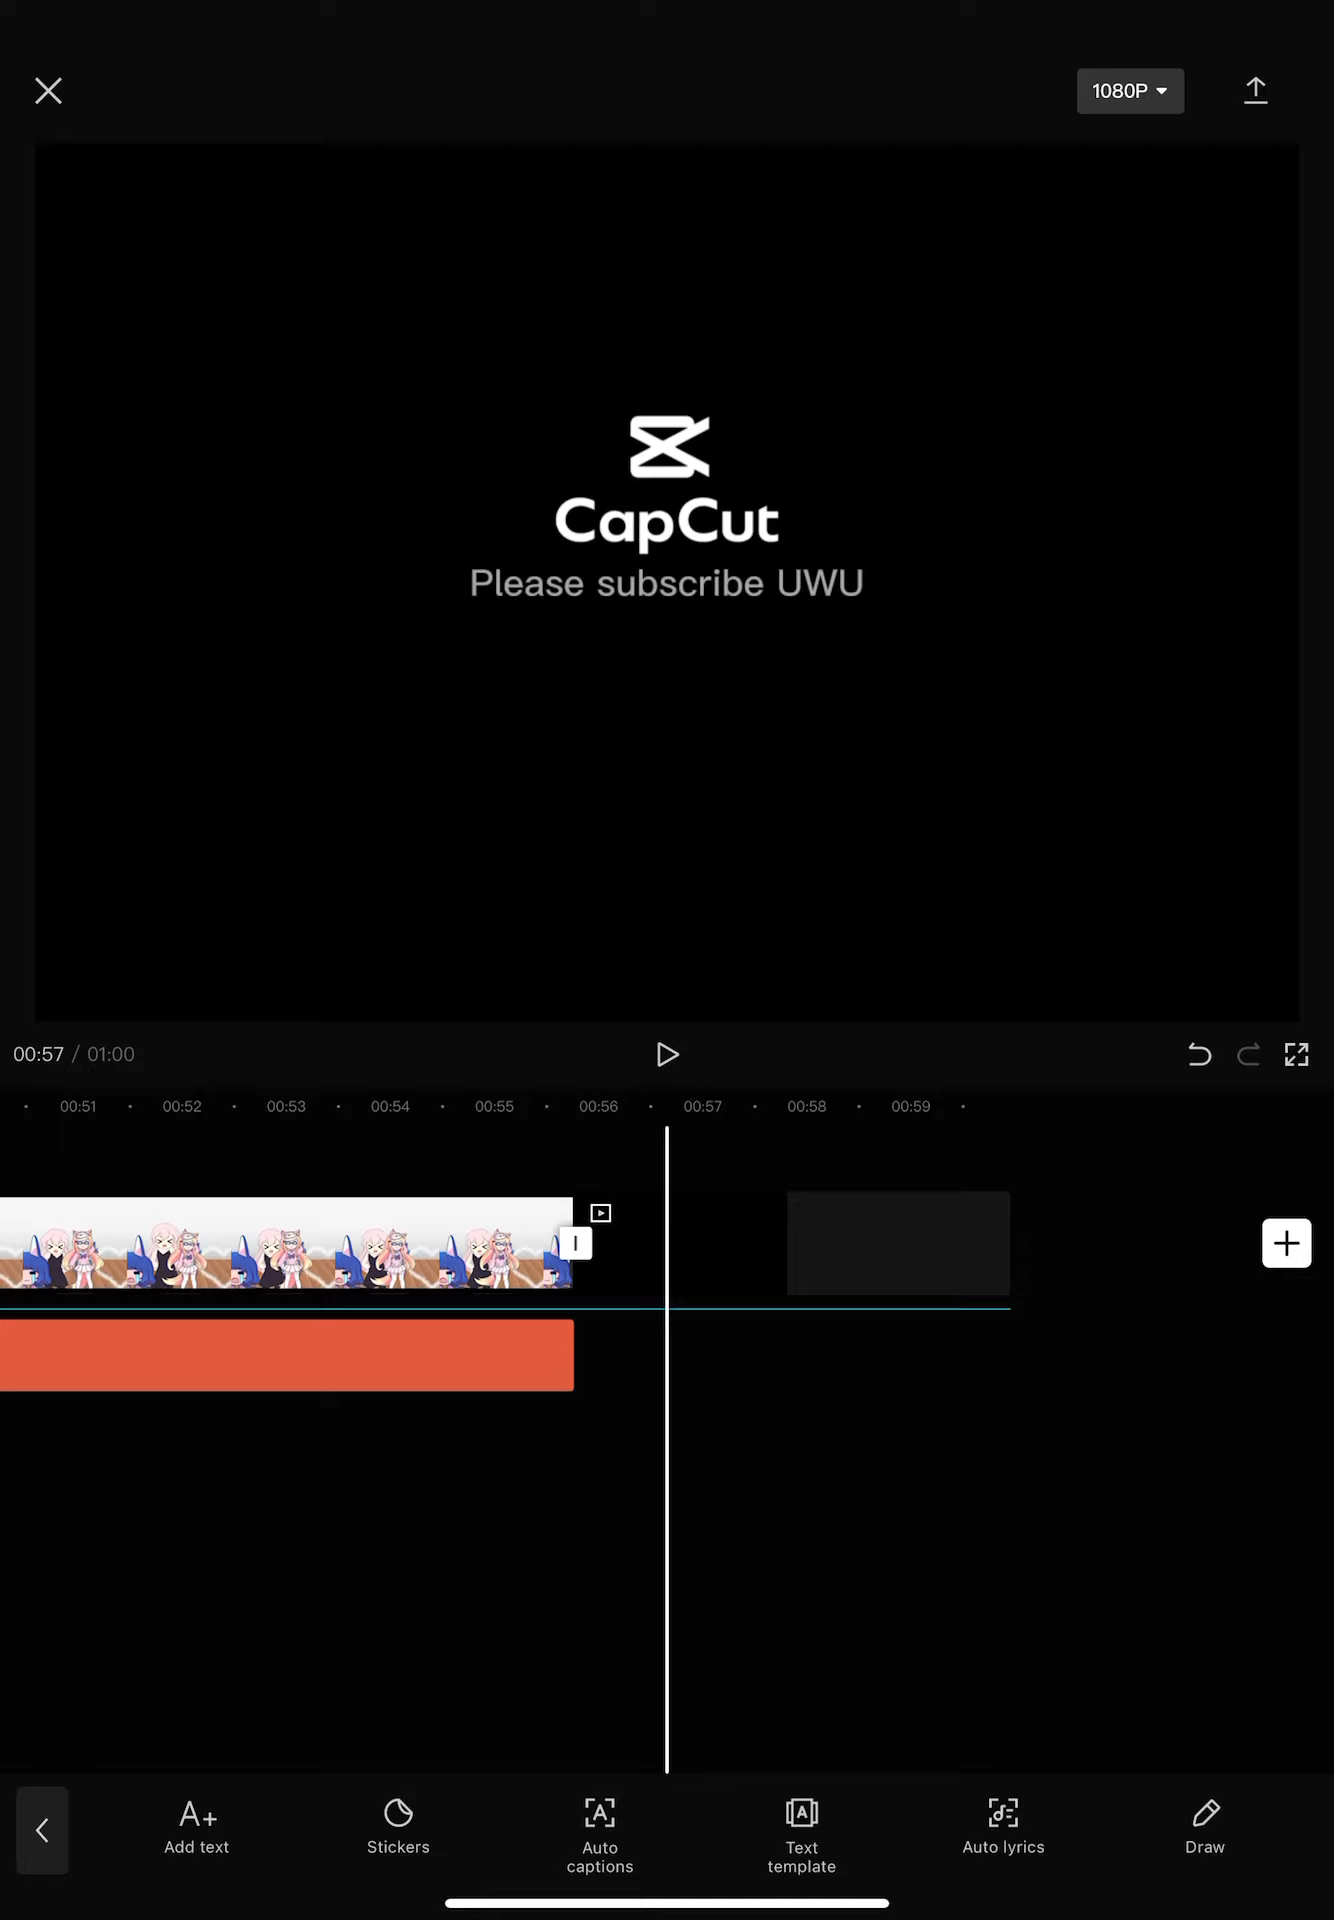 1080P
CapCut
Please subscribe UWU
00:57 / 01:00
00:51 00:52 00:53 00:54 00:55 00:56 00:57 00:58 00:59
Add text
Stickers
Auto
captions
Text
template
Auto lyrics
Draw